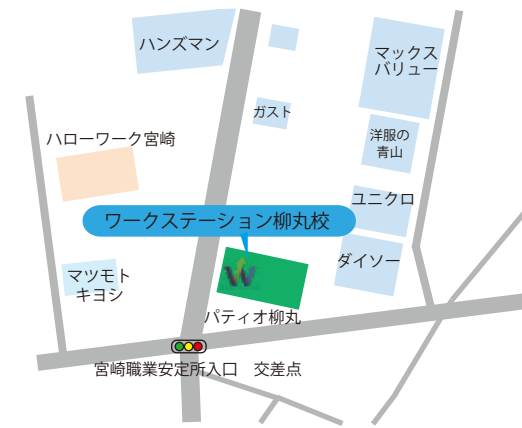 ハンズマン
マックス
バリュー
ガスト
洋服の
青山
ハローワーク宮崎
ユニクロ
ワークステーション柳丸校
ダイソー
マツモト
キヨシ
W
パティオ柳丸
宮崎職業安定所入口　交差点